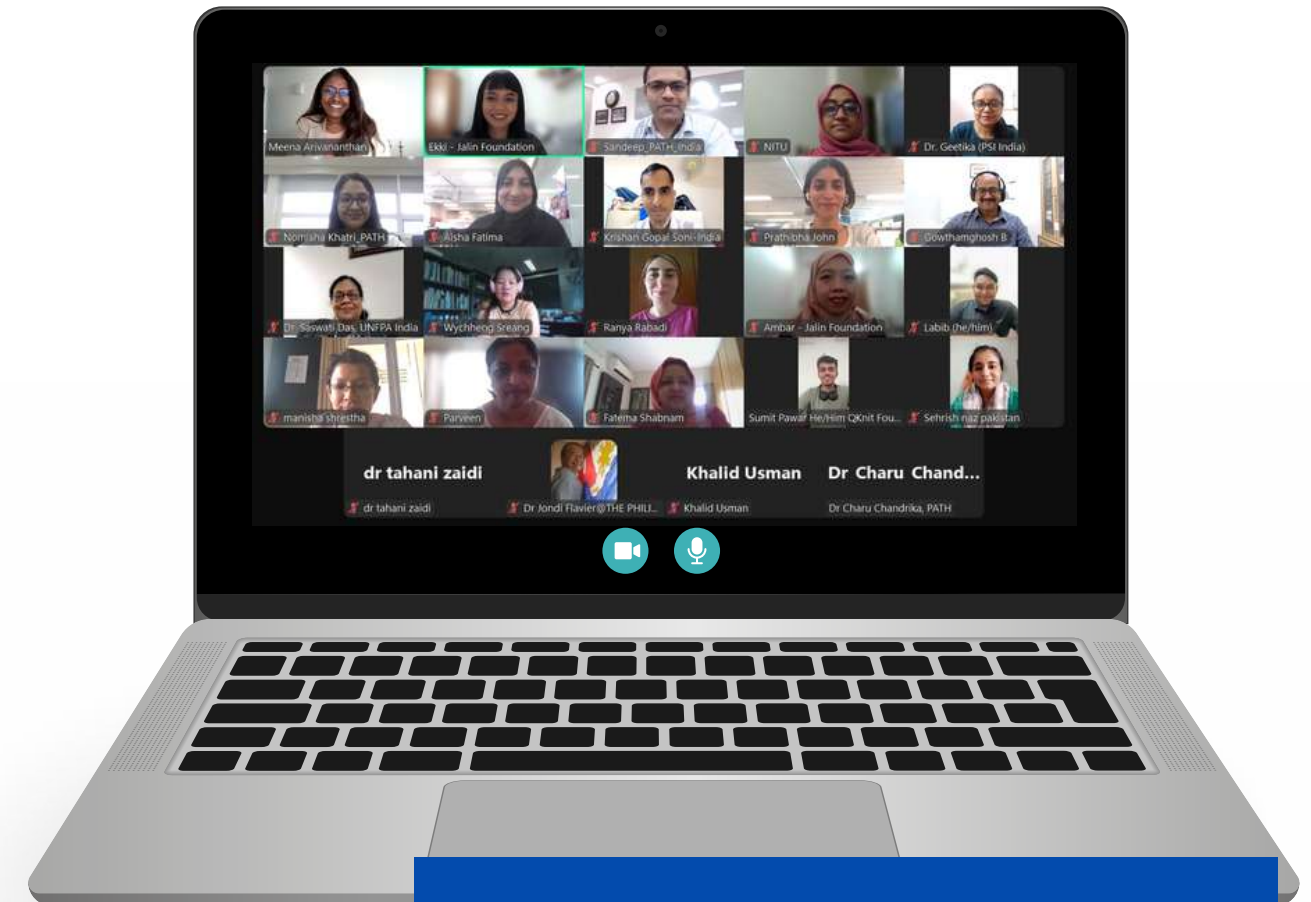 Meena Arivananthan
Ekki - Jalin Foundation
Sandeep_PATH_India
NITU
Dr. Geetika (PSI India)
Nomisha Khatri_PATH
Aisha Fatima
Krishan Gopal Soni-India
Prathibha John
Gowthamghosh B
Dr. Saswati Das, UNFPA India
Wychheng Sreang
Ranya Rabadi
Ambar - Jalin Foundation
Labib (he/him)
manisha shrestha
Parveen
Fatema Shabnam
Sumit Pawar He/Him QKnit Fou...
Sehrish naz pakistan
dr tahani zaidi
Khalid Usman
Dr Charu Chand...
dr tahani zaidi
Dr Jondi Flavier@THE PHILI...
Khalid Usman
Dr Charu Chandrika, PATH